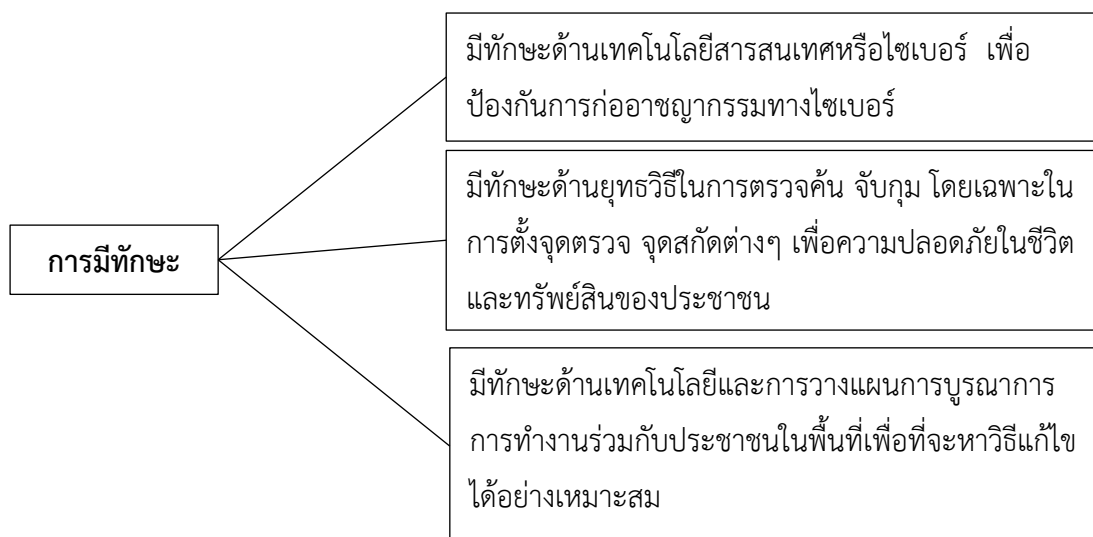 มีทักษะด้านเทคโนโลยีสารสนเทศหรือไซเบอร์ เพื่อ
ป้องกันการก่ออาชญากรรมทางไซเบอร์
มีทักษะด้านยุทธวิธีในการตรวจค้น จับกุม โดยเฉพาะใน
การตั้งจุดตรวจ จุดสกัดต่างๆ เพื่อความปลอดภัยในชีวิต
และทรัพย์สินของประชาชน
การมีทักษะ
มีทักษะด้านเทคโนโลยีและการวางแผนการบูรณาการ
การทำงานร่วมกับประชาชนในพื้นที่เพื่อที่จะหาวิธีแก้ไข
ได้อย่างเหมาะสม